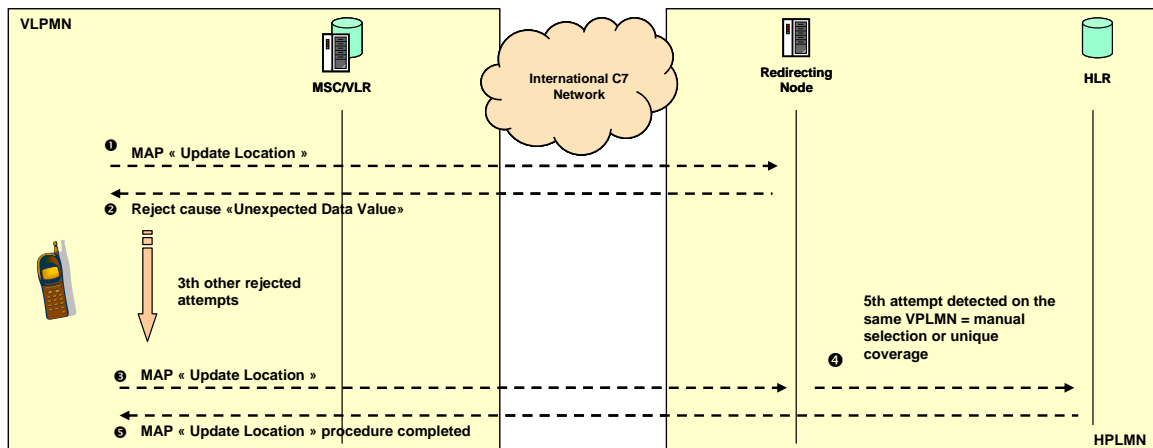 VLPMN
MSC/VLR
International C7
Network
Redirecting
Node
HLR
❶ MAP « Update Location »
❷ Reject cause «Unexpected Data Value»
3th other rejected
attempts
5th attempt detected on the
same VPLMN = manual
selection or unique
coverage
❸ MAP « Update Location »
❹
❺ MAP « Update Location » procedure completed
HPLMN